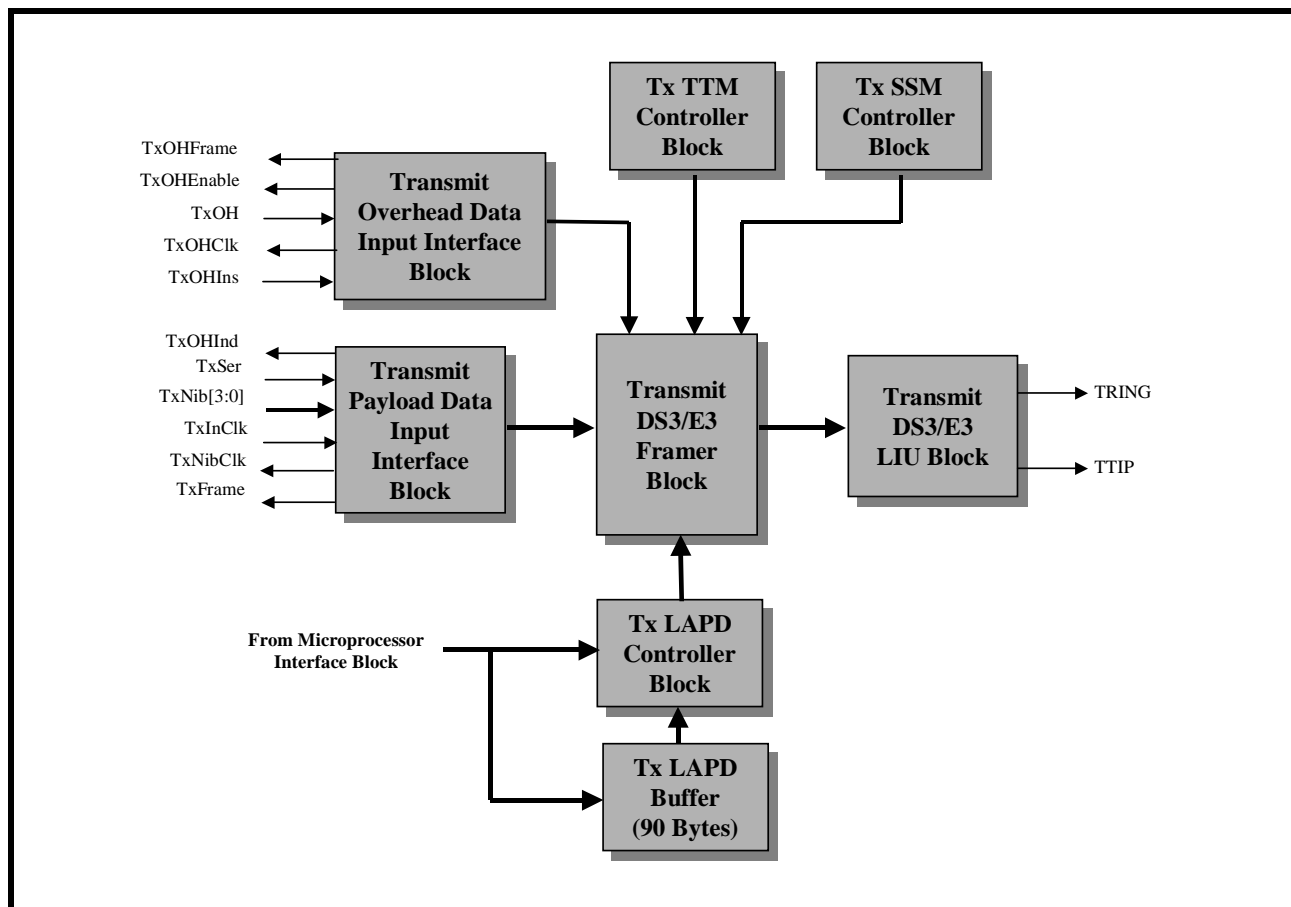 Tx TTM
Controller
Block
Tx SSM
Controller
Block
TxOHFrame
TxOHEnable
TxOH
TxOHClk
TxOHIns
Transmit
Overhead Data
Input Interface
Block
TxOHInd
TxSer
TxNib[3:0]
TxInClk
TxNibClk
TxFrame
Transmit
Payload Data
Input
Interface
Block
Transmit
DS3/E3
Framer
Block
Transmit
DS3/E3
LIU Block
TRING
TTIP
From Microprocessor
Interface Block
Tx LAPD
Controller
Block
Tx LAPD
Buffer
(90 Bytes)